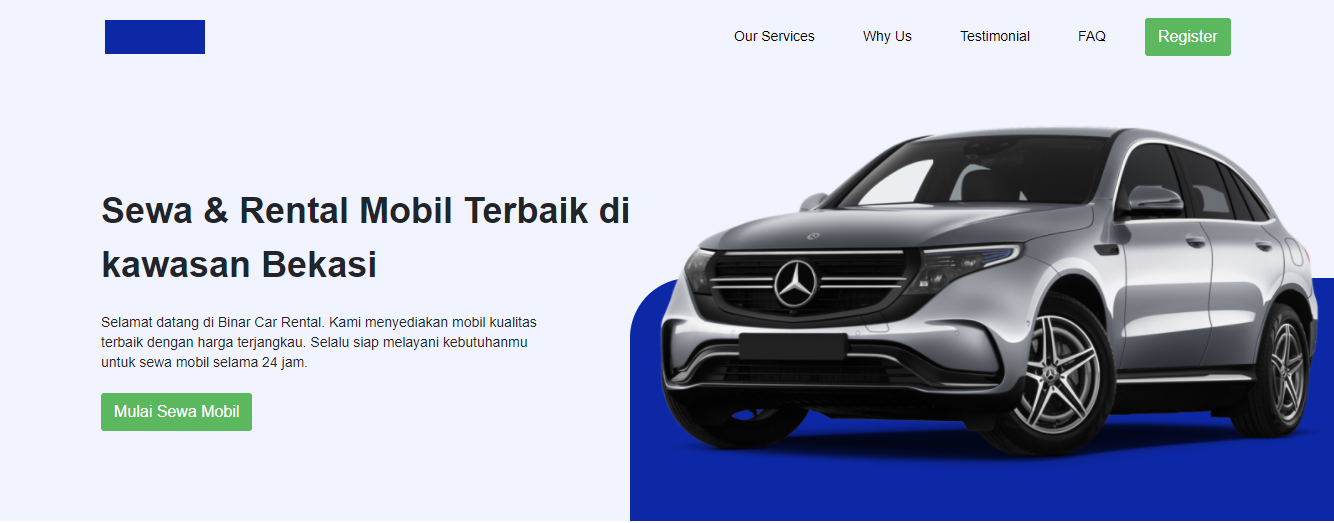 Our Services
Why Us
Testimonial
FAQ
Register
Sewa & Rental Mobil Terbaik di
kawasan Bekasi
Selamat datang di Binar Car Rental. Kami menyediakan mobil kualitas
terbaik dengan harga terjangkau. Selalu siap melayani kebutuhanmu
untuk sewa mobil selama 24 jam.
Mulai Sewa Mobil